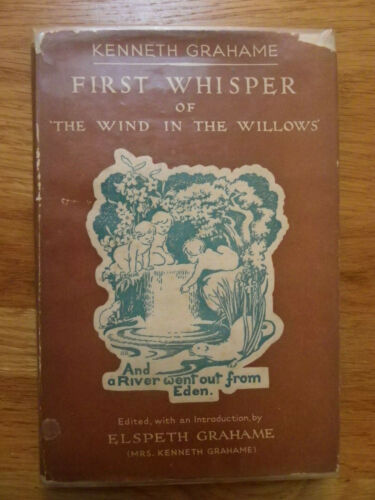 KENNETH GRAHAME
FIRST WHISPER
OF
'THE WIND IN THE WILLOWS'
And
a River went out from
Eden.
Edited, with an Introduction, by
ELSPETH GRAHAME
(MRS. KENNETH GRAHAME)